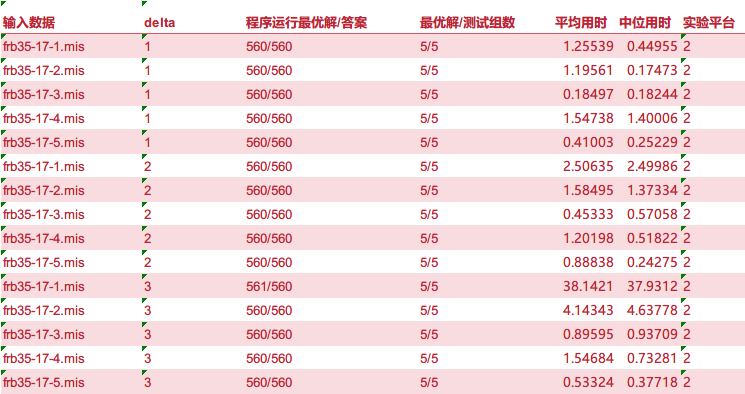 输入数据 delta 程序运行最优解/答案 最优解/测试组数 平均用时 中位用时 实验平台
frb35-17-1.mis 1 560/560 5/5 1.25539 0.44955 2
frb35-17-2.mis 1 560/560 5/5 1.19561 0.17473 2
frb35-17-3.mis 1 560/560 5/5 0.18497 0.18244 2
frb35-17-4.mis 1 560/560 5/5 1.54738 1.40006 2
frb35-17-5.mis 1 560/560 5/5 0.41003 0.25229 2
frb35-17-1.mis 2 560/560 5/5 2.50635 2.49986 2
frb35-17-2.mis 2 560/560 5/5 1.58495 1.37334 2
frb35-17-3.mis 2 560/560 5/5 0.45333 0.57058 2
frb35-17-4.mis 2 560/560 5/5 1.20198 0.51822 2
frb35-17-5.mis 2 560/560 5/5 0.88838 0.24275 2
frb35-17-1.mis 3 561/560 5/5 38.1421 37.9312 2
frb35-17-2.mis 3 560/560 5/5 4.14343 4.63778 2
frb35-17-3.mis 3 560/560 5/5 0.89595 0.93709 2
frb35-17-4.mis 3 560/560 5/5 1.54684 0.73281 2
frb35-17-5.mis 3 560/560 5/5 0.53324 0.37718 2